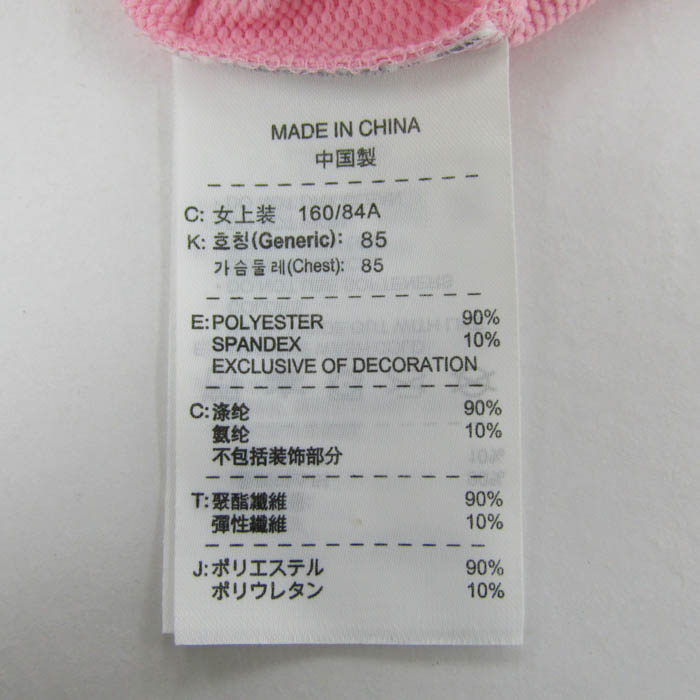 MADE IN CHINA
中国製
C: 女上装 160/84A
K: 호칭(Generic): 85
가슴둘레(Chest): 85
E: POLYESTER 90%
SPANDEX 10%
EXCLUSIVE OF DECORATION
C: 涤纶 90%
氨纶 10%
不包括装饰部分
T: 聚酯纖維 90%
彈性纖維 10%
J: ポリエステル 90%
ポリウレタン 10%